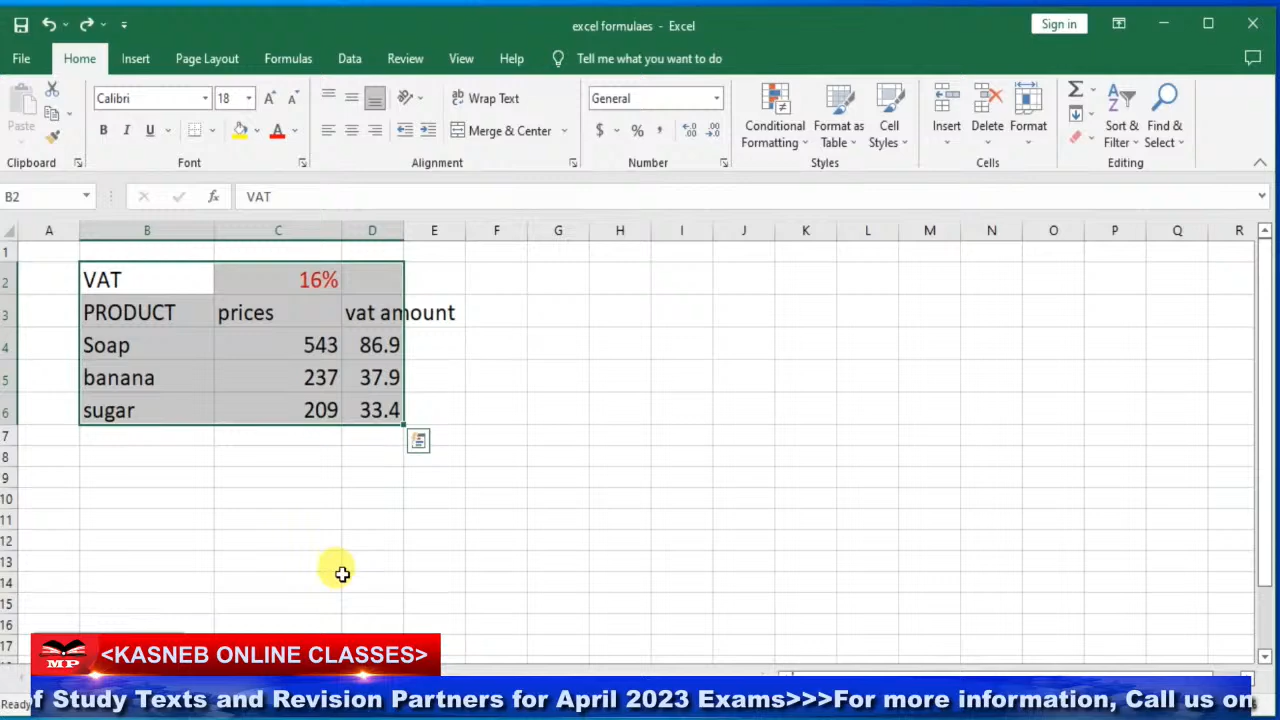 excel formulaes - Excel
Sign in
File Home Insert Page Layout Formulas Data Review View Help Tell me what you want to do
Calibri 18 Wrap Text General
Paste B I U A Merge & Center $ % , Conditional Formatting Format as Table Cell Styles Insert Delete Format Sort & Filter Find & Select
Clipboard Font Alignment Number Styles Cells Editing
B2 fx VAT
A B C D E F G H I J K L M N O P Q R
1
2 VAT 16%
3 PRODUCT prices vat amount
4 Soap 543 86.9
5 banana 237 37.9
6 sugar 209 33.4
7
8
9
10
11
12
13
14
15
16
17
MP <KASNEB ONLINE CLASSES>
Ready
of Study Texts and Revision Partners for April 2023 Exams>>>For more information, Call us on